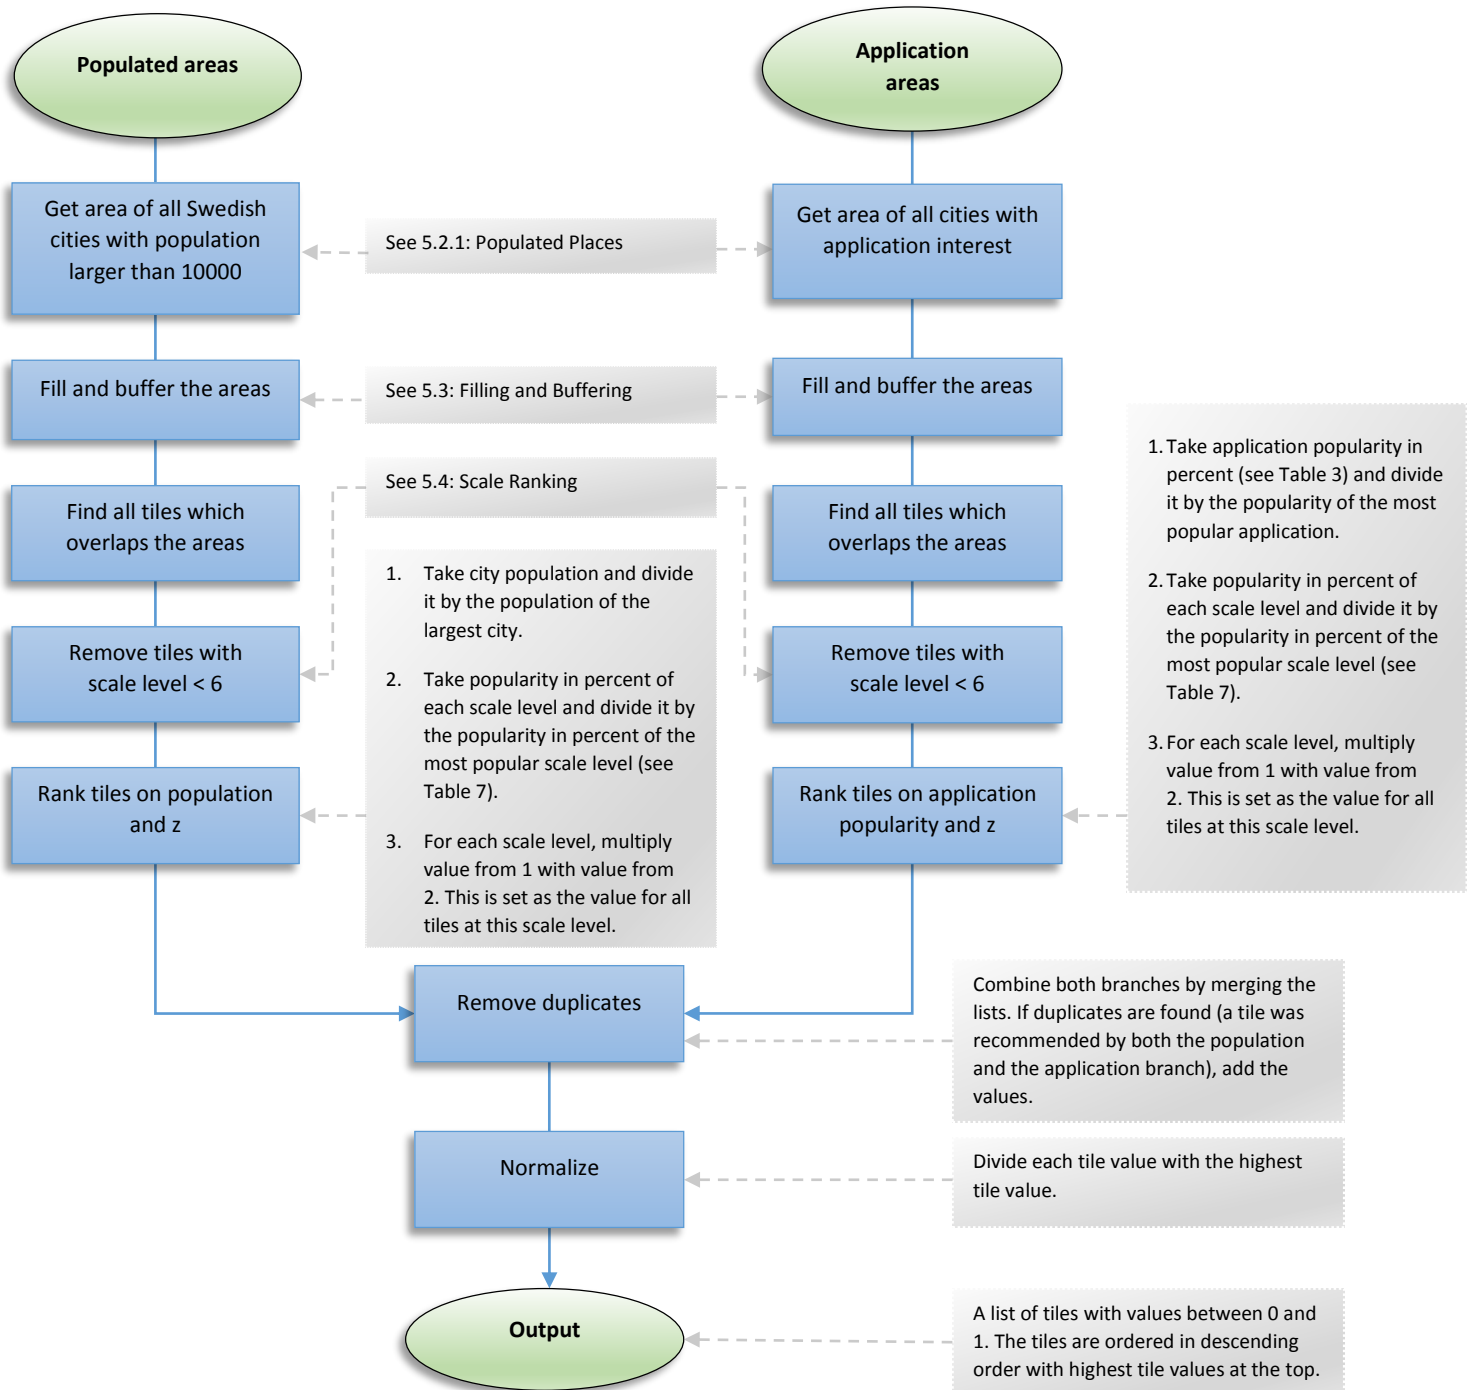 Populated areas
Application
areas
Get area of all Swedish
cities with population
larger than 10000
See 5.2.1: Populated Places
Get area of all cities with
application interest
Fill and buffer the areas
See 5.3: Filling and Buffering
Fill and buffer the areas
Find all tiles which
overlaps the areas
See 5.4: Scale Ranking
Find all tiles which
overlaps the areas
Remove tiles with
scale level < 6
1. Take city population and divide
it by the population of the
largest city.
2. Take popularity in percent of
each scale level and divide it by
the popularity in percent of the
most popular scale level (see
Table 7).
3. For each scale level, multiply
value from 1 with value from
2. This is set as the value for all
tiles at this scale level.
Remove tiles with
scale level < 6
1. Take application popularity in
percent (see Table 3) and divide
it by the popularity of the most
popular application.
2. Take popularity in percent of
each scale level and divide it by
the popularity in percent of the
most popular scale level (see
Table 7).
3. For each scale level, multiply
value from 1 with value from
2. This is set as the value for all
tiles at this scale level.
Rank tiles on population
and z
Rank tiles on application
popularity and z
Remove duplicates
Combine both branches by merging the
lists. If duplicates are found (a tile was
recommended by both the population
and the application branch), add the
values.
Normalize
Divide each tile value with the highest
tile value.
Output
A list of tiles with values between 0 and
1. The tiles are ordered in descending
order with highest tile values at the top.